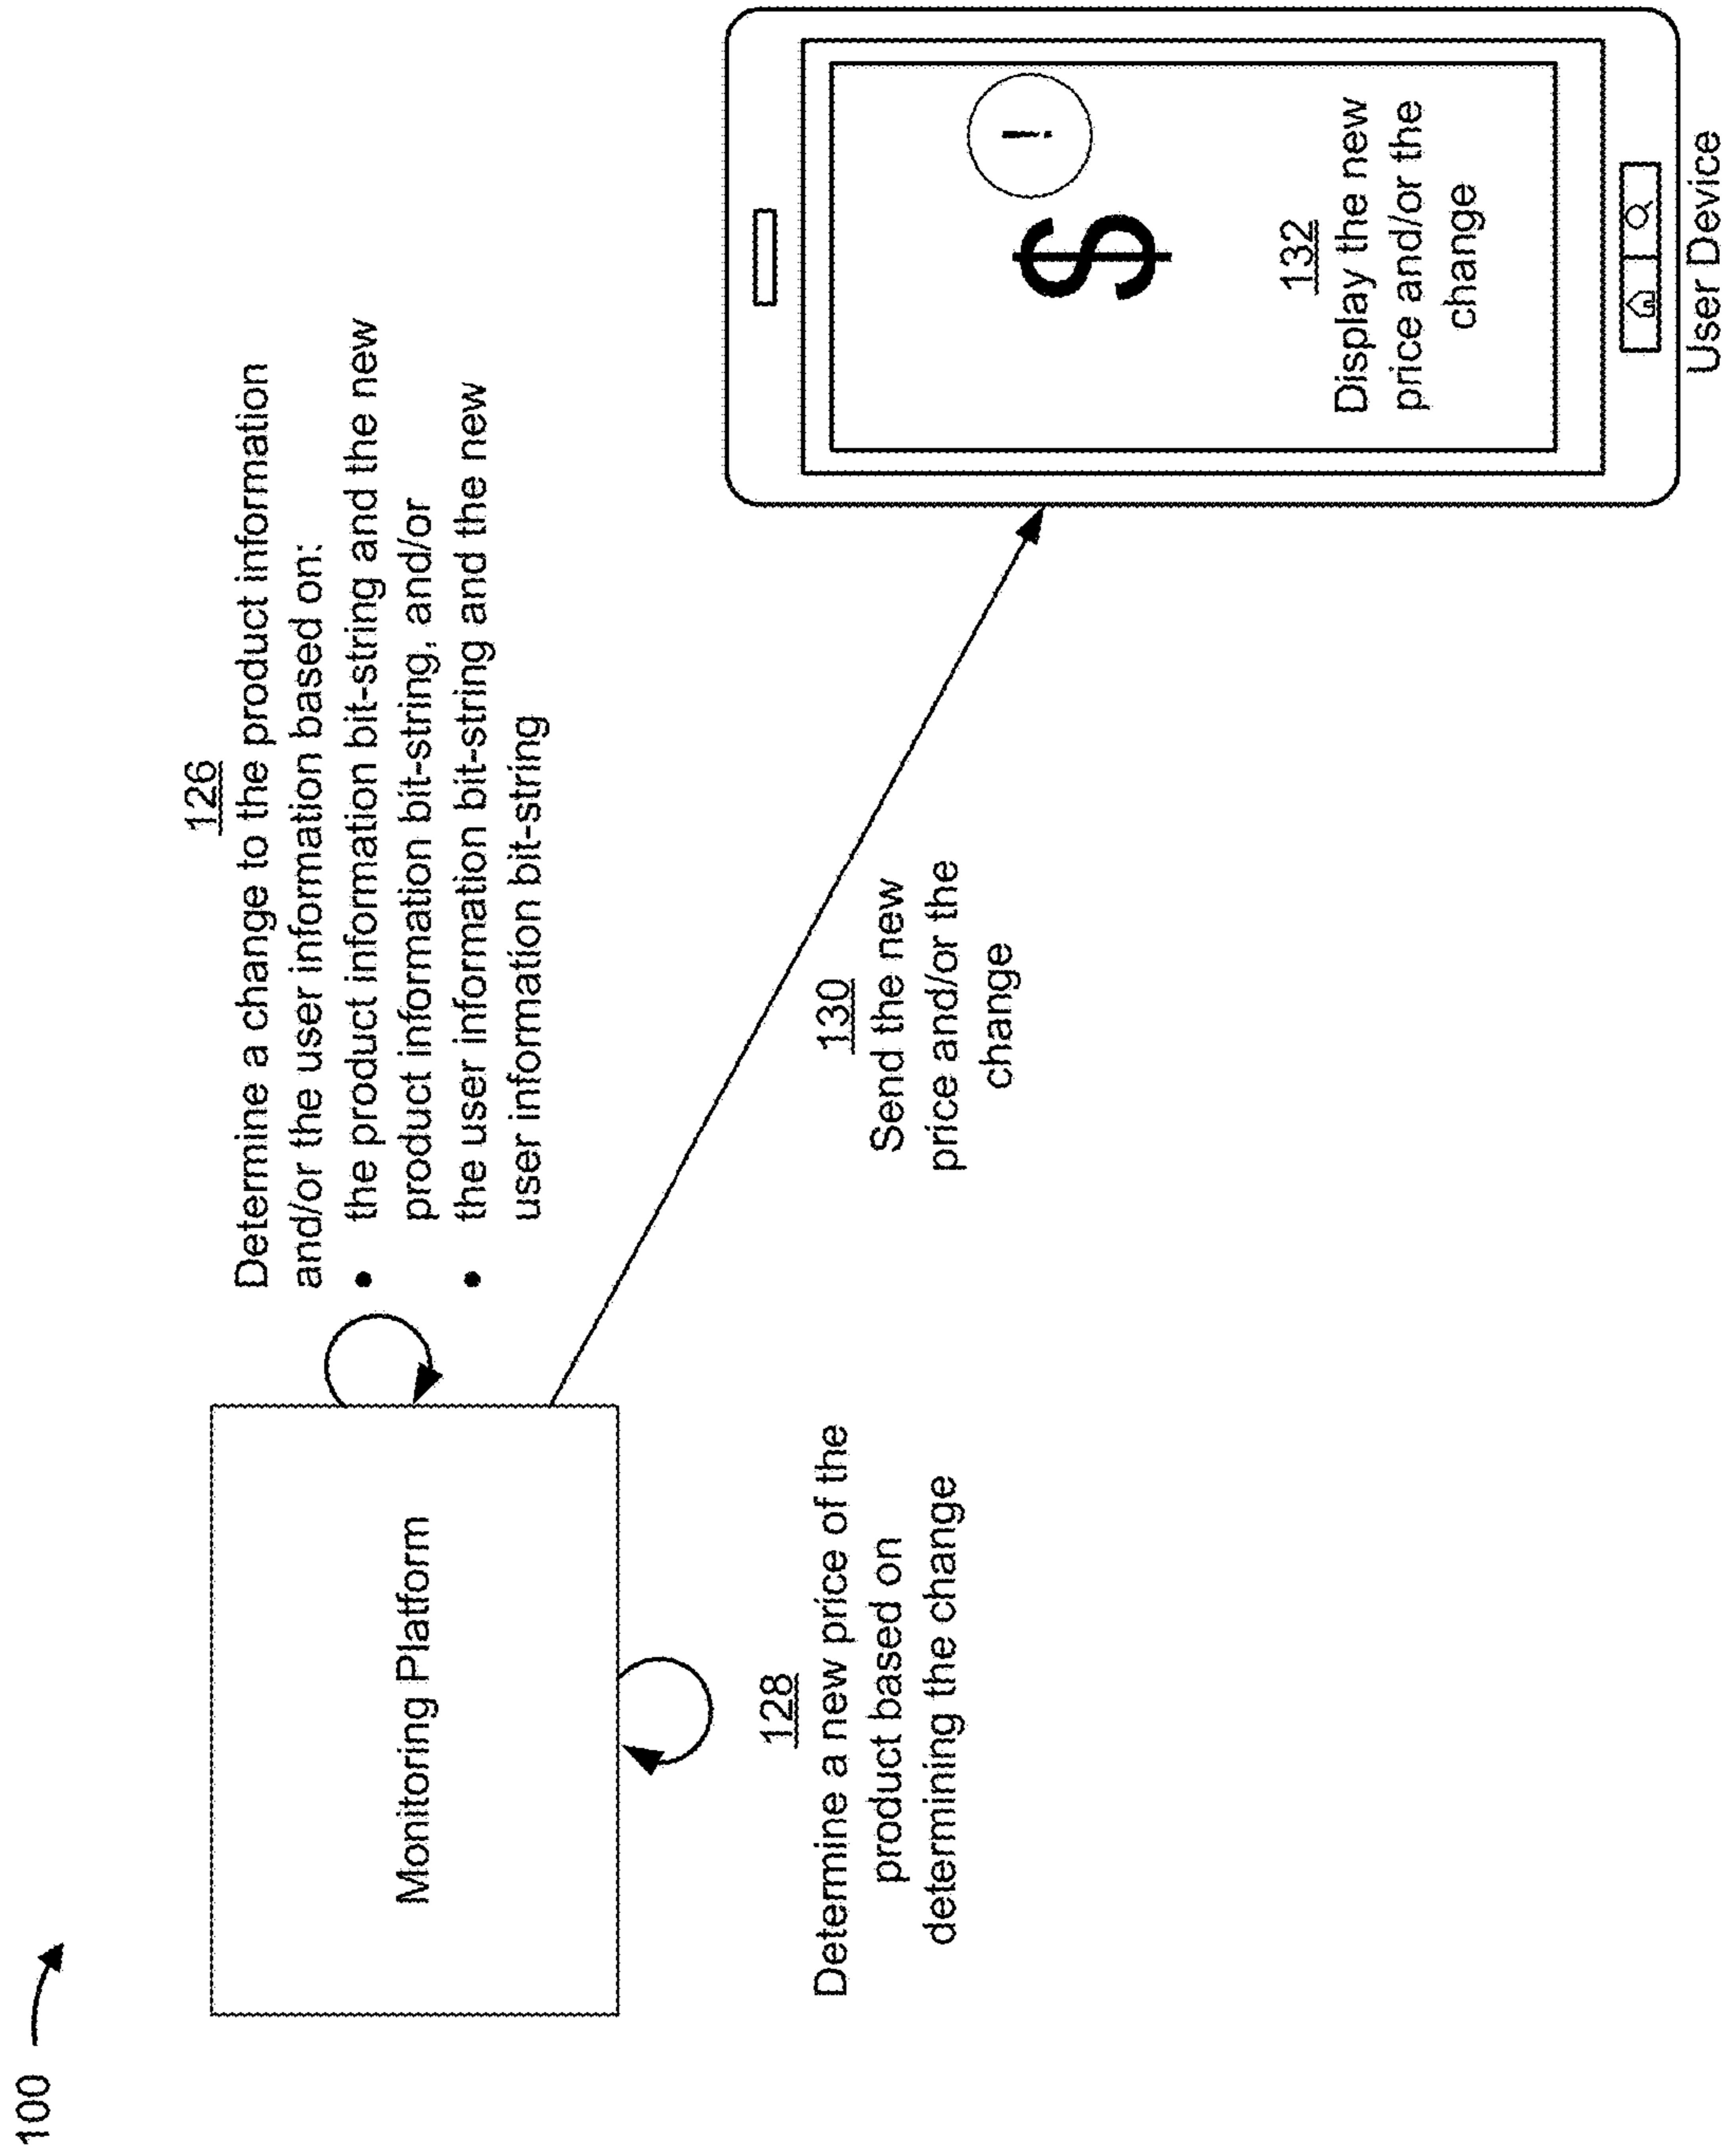 100
126
Determine a change to the product information
and/or the user information based on:
• the product information bit-string and the new
product information bit-string, and/or
• the user information bit-string and the new
user information bit-string
Monitoring Platform
128
Determine a new price of the
product based on
determining the change
130
Send the new
price and/or the
change
$
!
132
Display the new
price and/or the
change
User Device